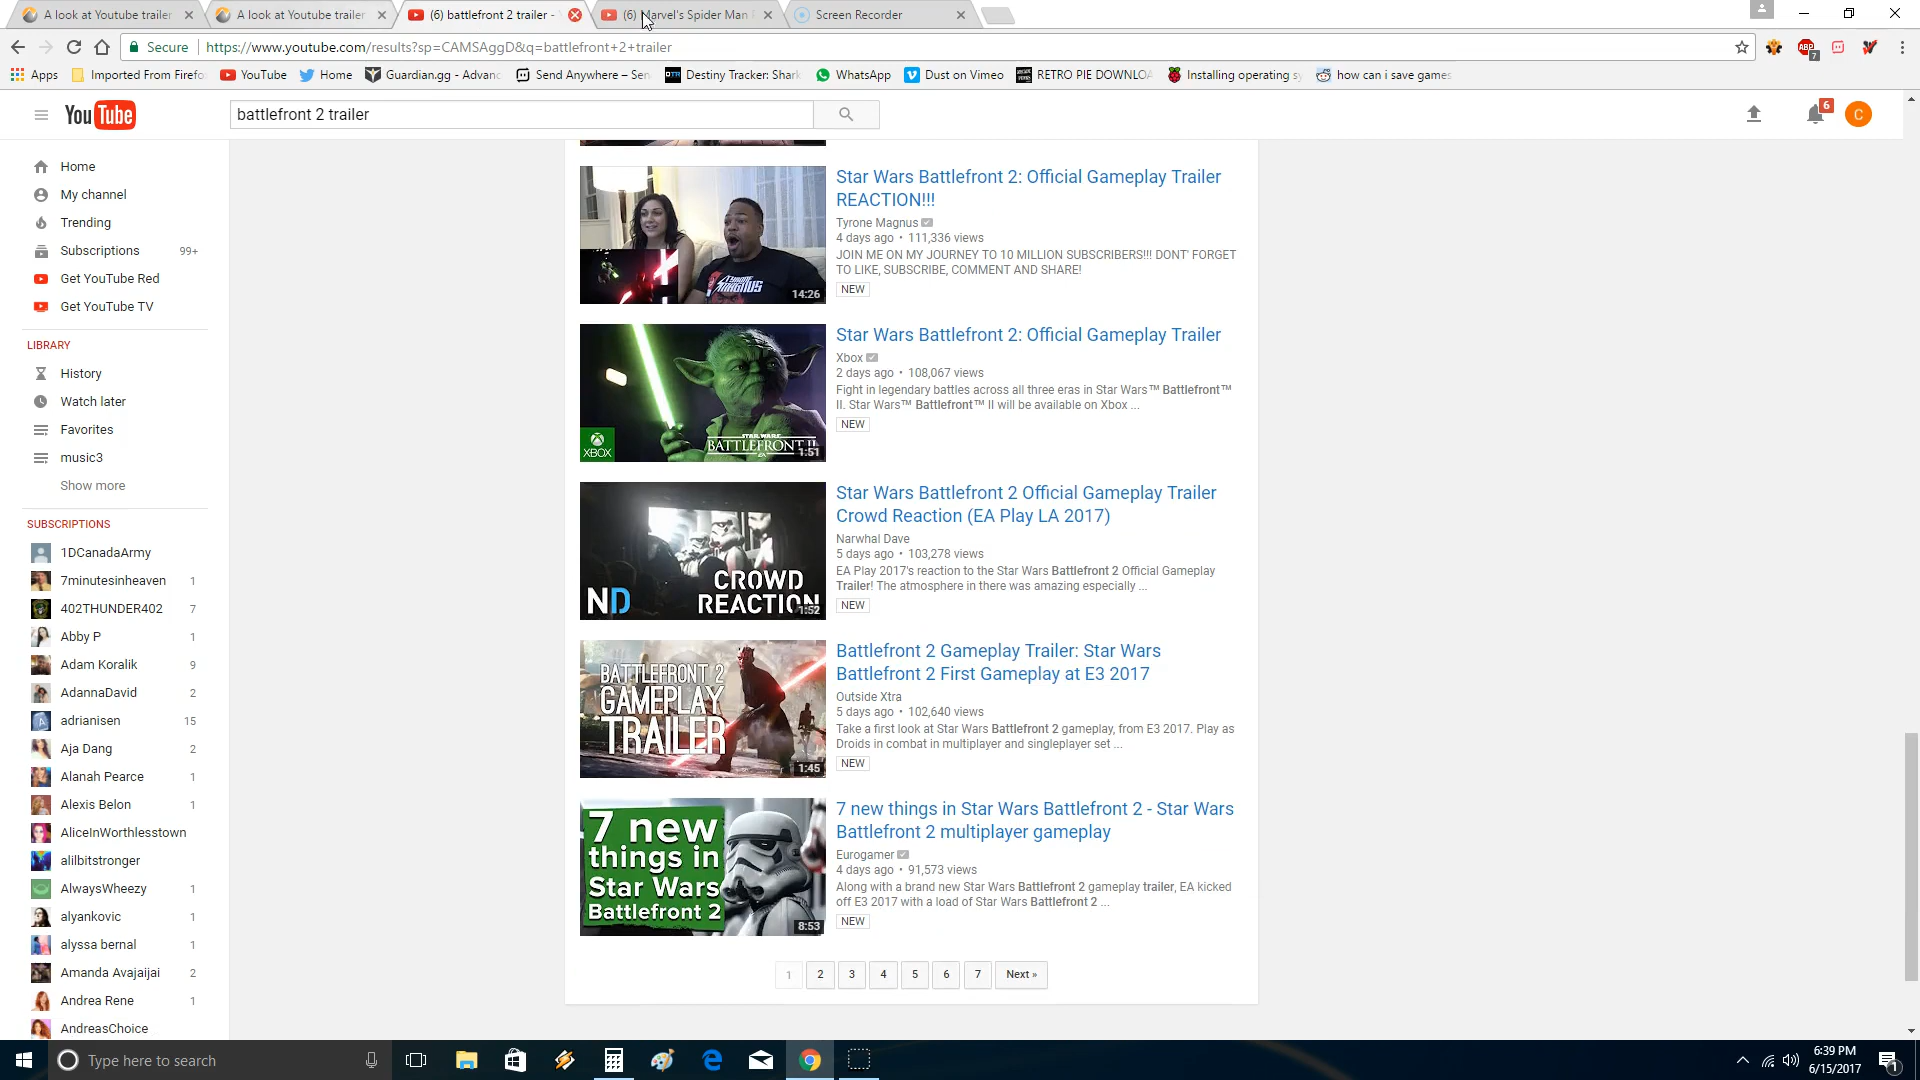 A look at Youtube trailer
A look at Youtube trailer
(6) battlefront 2 trailer -
(6) Marvel's Spider Man
Screen Recorder
Secure
https://www.youtube.com/results?sp=CAMSAggD&q=battlefront+2+trailer
7
Apps
Imported From Firefo
YouTube
Home
Guardian.gg - Advanc
Send Anywhere – Sen
Destiny Tracker: Shark
WhatsApp
Dust on Vimeo
RETRO PIE DOWNLOA
Installing operating sy
how can i save games
YouTube
battlefront 2 trailer
6
C
Home
My channel
Trending
Subscriptions 99+
Get YouTube Red
Get YouTube TV
LIBRARY
History
Watch later
Favorites
music3
Show more
SUBSCRIPTIONS
1DCanadaArmy
7minutesinheaven 1
402THUNDER402 7
Abby P 1
Adam Koralik 9
AdannaDavid 2
adrianisen 15
Aja Dang 2
Alanah Pearce 1
Alexis Belon 1
AliceInWorthlesstown
alilbitstronger
AlwaysWheezy 1
alyankovic 1
alyssa bernal 1
Amanda Avajaijai 2
Andrea Rene 1
AndreasChoice
14:26
Star Wars Battlefront 2: Official Gameplay Trailer
REACTION!!!
Tyrone Magnus
4 days ago • 111,336 views
JOIN ME ON MY JOURNEY TO 10 MILLION SUBSCRIBERS!!! DONT' FORGET
TO LIKE, SUBSCRIBE, COMMENT AND SHARE!
NEW
XBOX
STAR WARS
BATTLEFRONT II
1:51
Star Wars Battlefront 2: Official Gameplay Trailer
Xbox
2 days ago • 108,067 views
Fight in legendary battles across all three eras in Star Wars™ Battlefront™
II. Star Wars™ Battlefront™ II will be available on Xbox ...
NEW
ND
CROWD
REACTION
1:52
Star Wars Battlefront 2 Official Gameplay Trailer
Crowd Reaction (EA Play LA 2017)
Narwhal Dave
5 days ago • 103,278 views
EA Play 2017's reaction to the Star Wars Battlefront 2 Official Gameplay
Trailer! The atmosphere in there was amazing especially ...
NEW
BATTLEFRONT 2
GAMEPLAY
TRAILER
1:45
Battlefront 2 Gameplay Trailer: Star Wars
Battlefront 2 First Gameplay at E3 2017
Outside Xtra
5 days ago • 102,640 views
Take a first look at Star Wars Battlefront 2 gameplay, from E3 2017. Play as
Droids in combat in multiplayer and singleplayer set ...
NEW
7 new
things in
Star Wars
Battlefront 2
8:53
7 new things in Star Wars Battlefront 2 - Star Wars
Battlefront 2 multiplayer gameplay
Eurogamer
4 days ago • 91,573 views
Along with a brand new Star Wars Battlefront 2 gameplay trailer, EA kicked
off E3 2017 with a load of Star Wars Battlefront 2 ...
NEW
1 2 3 4 5 6 7 Next »
Type here to search
6:39 PM
6/15/2017
1